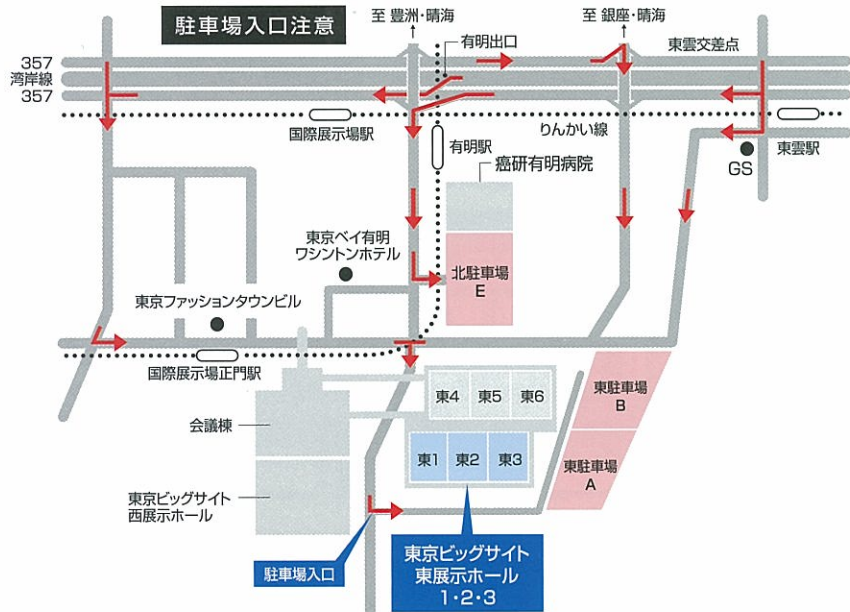 駐車場入口注意
至 豊洲・晴海
至 銀座・晴海
有明出口
東雲交差点
357
湾岸線
357
国際展示場駅
有明駅
りんかい線
東雲駅
GS
癌研有明病院
東京ベイ有明
ワシントンホテル
北駐車場
E
東京ファッションタウンビル
国際展示場正門駅
東4
東5
東6
東駐車場
B
会議棟
東1
東2
東3
東駐車場
A
東京ビッグサイト
西展示ホール
駐車場入口
東京ビッグサイト
東展示ホール
1・2・3